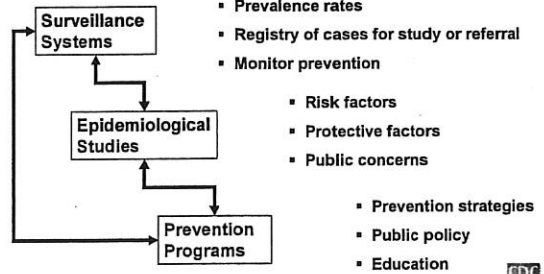 ▪ Prevalence rates
Surveillance
Systems
▪ Registry of cases for study or referral
▪ Monitor prevention
Epidemiological
Studies
▪ Risk factors
▪ Protective factors
▪ Public concerns
Prevention
Programs
▪ Prevention strategies
▪ Public policy
▪ Education
CDC